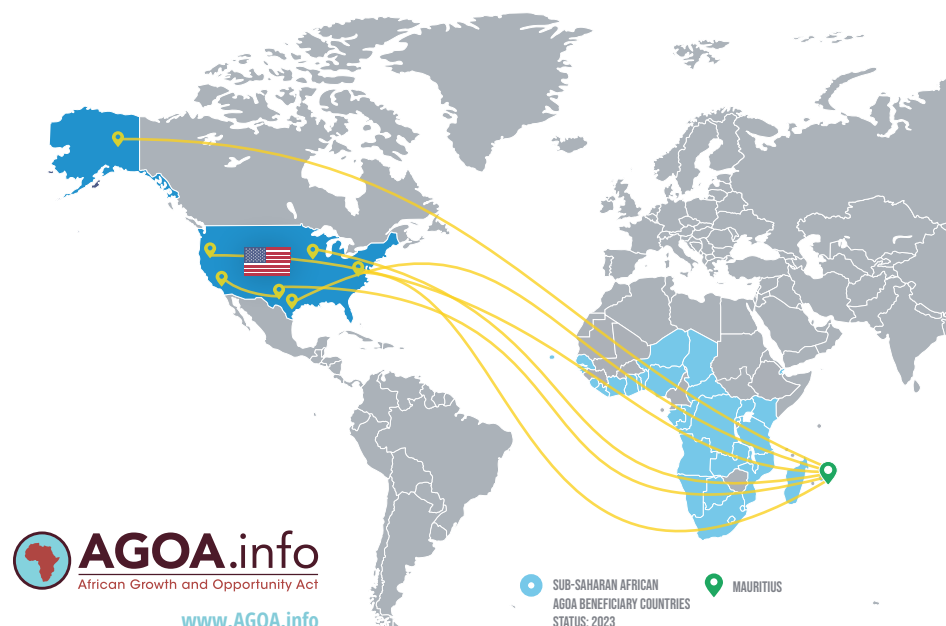 AGOA.info
African Growth and Opportunity Act
www.AGOA.info
SUB-SAHARAN AFRICAN
AGOA BENEFICIARY COUNTRIES
STATUS: 2023
MAURITIUS